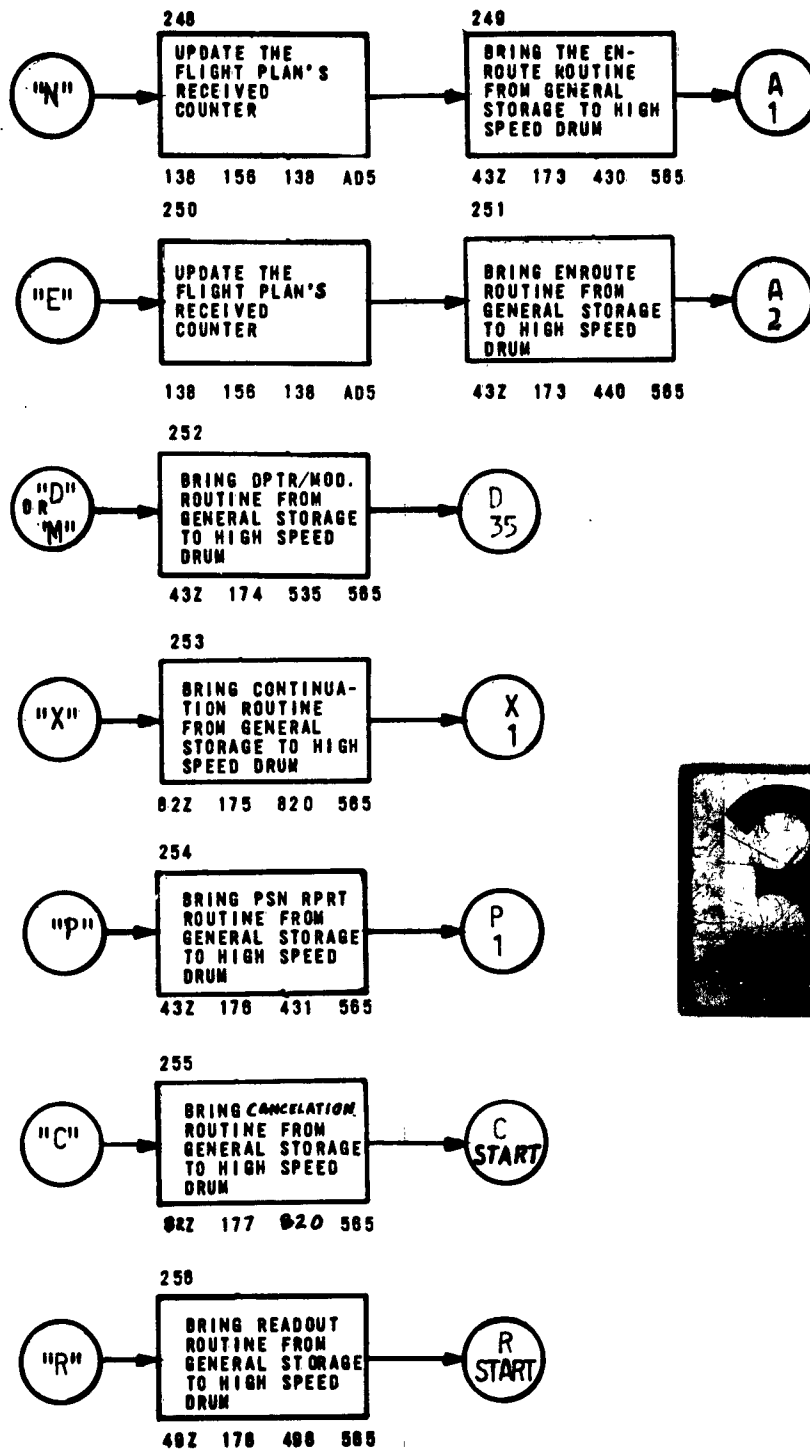 248
249
"N"
UPDATE THE
FLIGHT PLAN'S
RECEIVED
COUNTER
BRING THE EN-
ROUTE ROUTINE
FROM GENERAL
STORAGE TO HIGH
SPEED DRUM
A
1
138 156 138 AD5
43Z 173 430 565
250
251
"E"
UPDATE THE
FLIGHT PLAN'S
RECEIVED
COUNTER
BRING ENROUTE
ROUTINE FROM
GENERAL STORAGE
TO HIGH SPEED
DRUM
A
2
138 156 138 AD5
43Z 173 440 565
252
"D"
OR
"M"
BRING DPTR/MOD.
ROUTINE FROM
GENERAL STORAGE
TO HIGH SPEED
DRUM
D
35
43Z 174 535 565
253
"X"
BRING CONTINUA-
TION ROUTINE
FROM GENERAL
STORAGE TO HIGH
SPEED DRUM
X
1
82Z 175 820 565
254
"P"
BRING PSN RPRT
ROUTINE FROM
GENERAL STORAGE
TO HIGH SPEED
DRUM
P
1
43Z 176 431 565
255
"C"
BRING CANCELATION
ROUTINE FROM
GENERAL STORAGE
TO HIGH SPEED
DRUM
C
START
177 565
256
"R"
BRING READOUT
ROUTINE FROM
GENERAL STORAGE
TO HIGH SPEED
DRUM
R
START
49Z 178 498 565